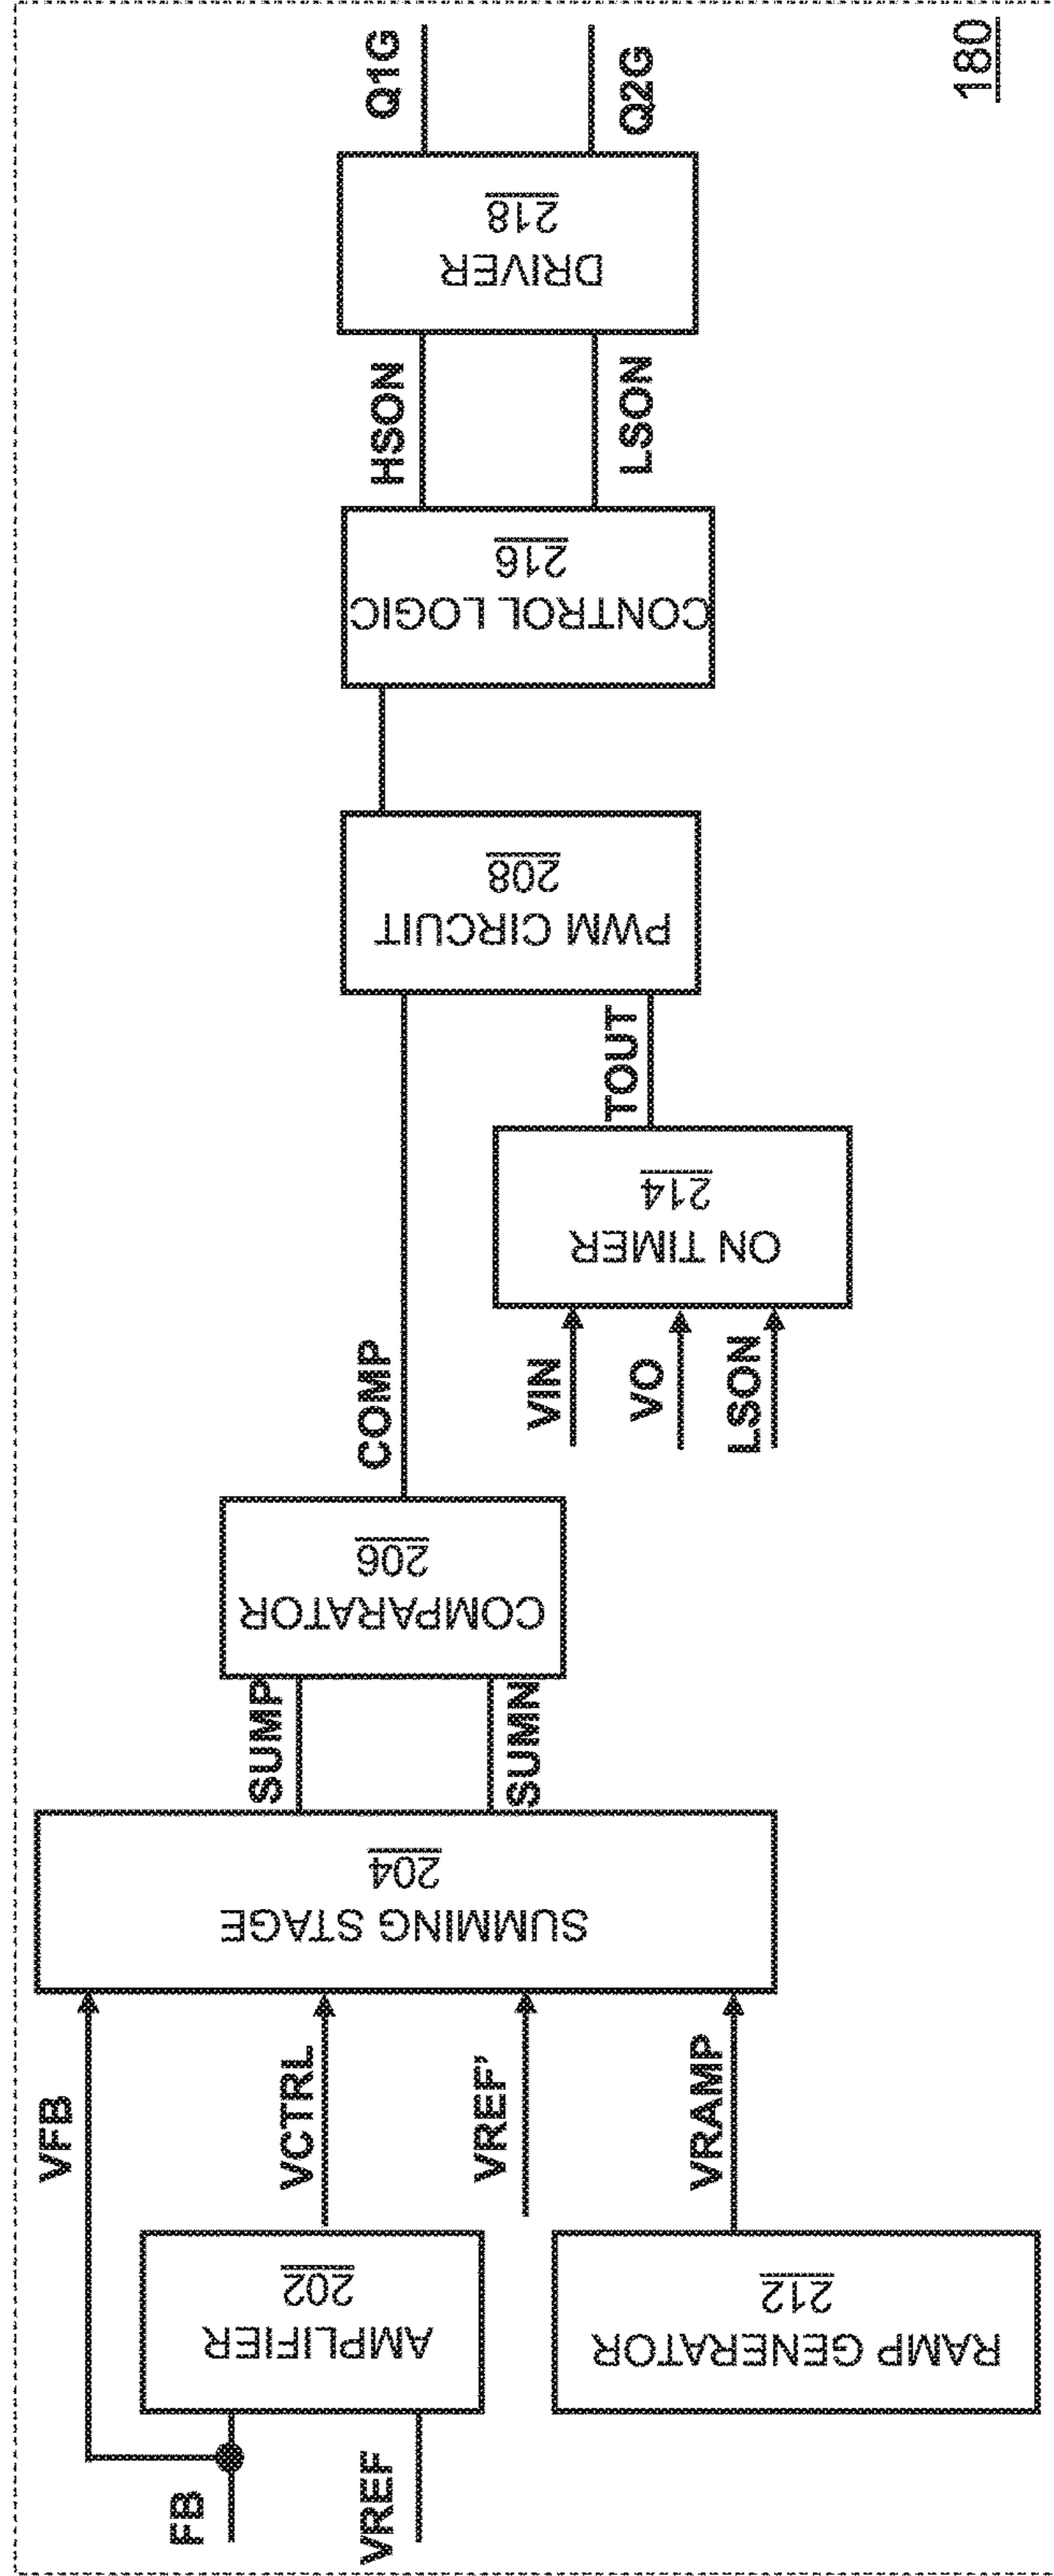 FB
VREF
VFB
AMPLIFIER
202
RAMP GENERATOR
212
VCTRL
VREF’
VRAMP
SUMMING STAGE
204
SUMP
SUMN
COMPARATOR
206
COMP
VIN
VO
LSON
ON TIMER
214
TOUT
PWM CIRCUIT
208
CONTROL LOGIC
216
HSON
LSON
DRIVER
218
Q1G
Q2G
180